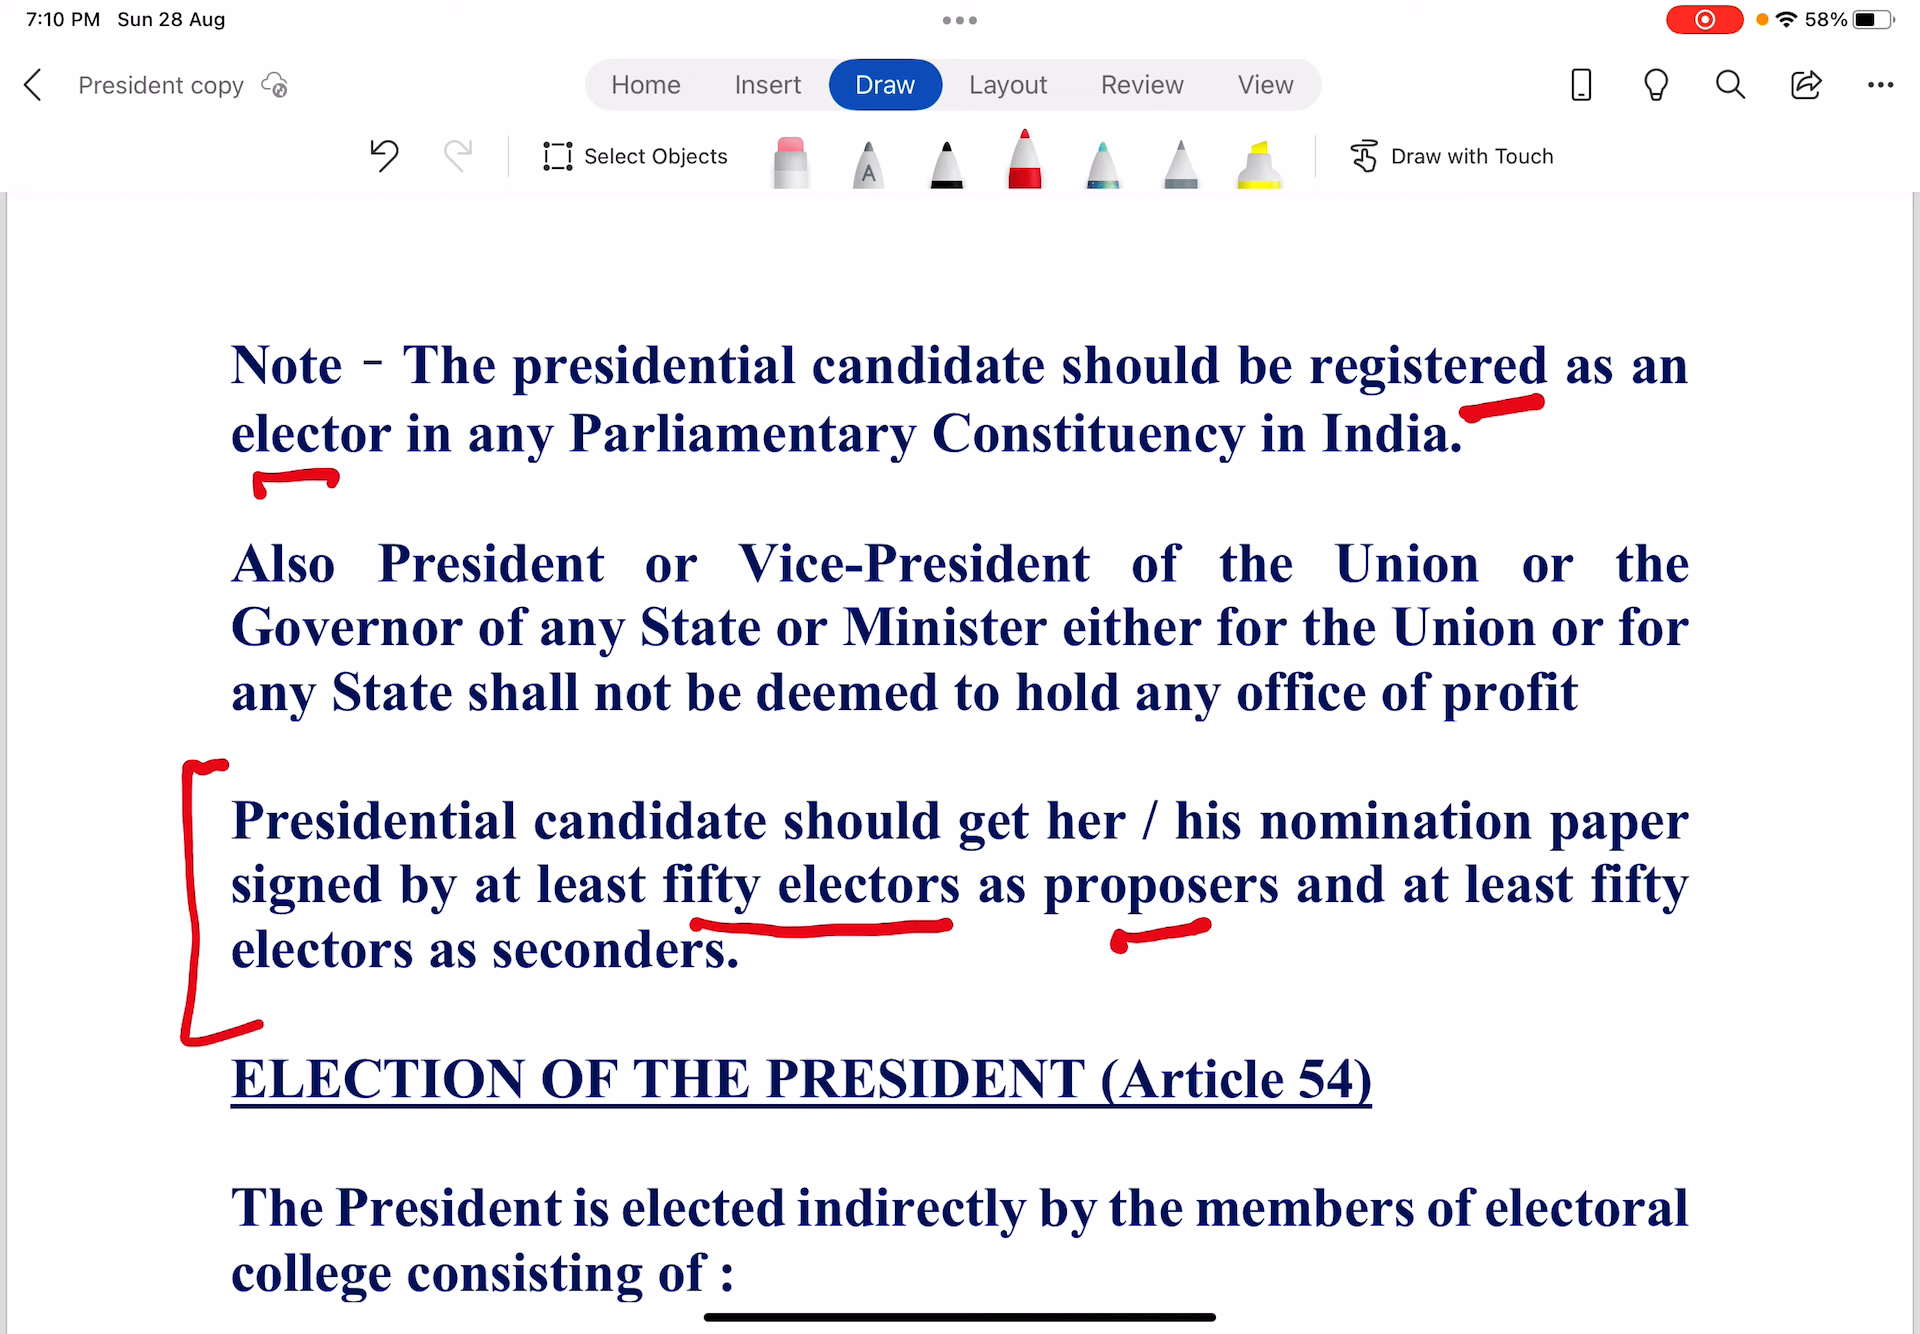 7:10 PM Sun 28 Aug
58%
President copy
Home Insert Draw Layout Review View
Select Objects
A
Draw with Touch
Note - The presidential candidate should be registered as an
elector in any Parliamentary Constituency in India.
Also President or Vice-President of the Union or the
Governor of any State or Minister either for the Union or for
any State shall not be deemed to hold any office of profit
Presidential candidate should get her / his nomination paper
signed by at least fifty electors as proposers and at least fifty
electors as seconders.
ELECTION OF THE PRESIDENT (Article 54)
The President is elected indirectly by the members of electoral
college consisting of :